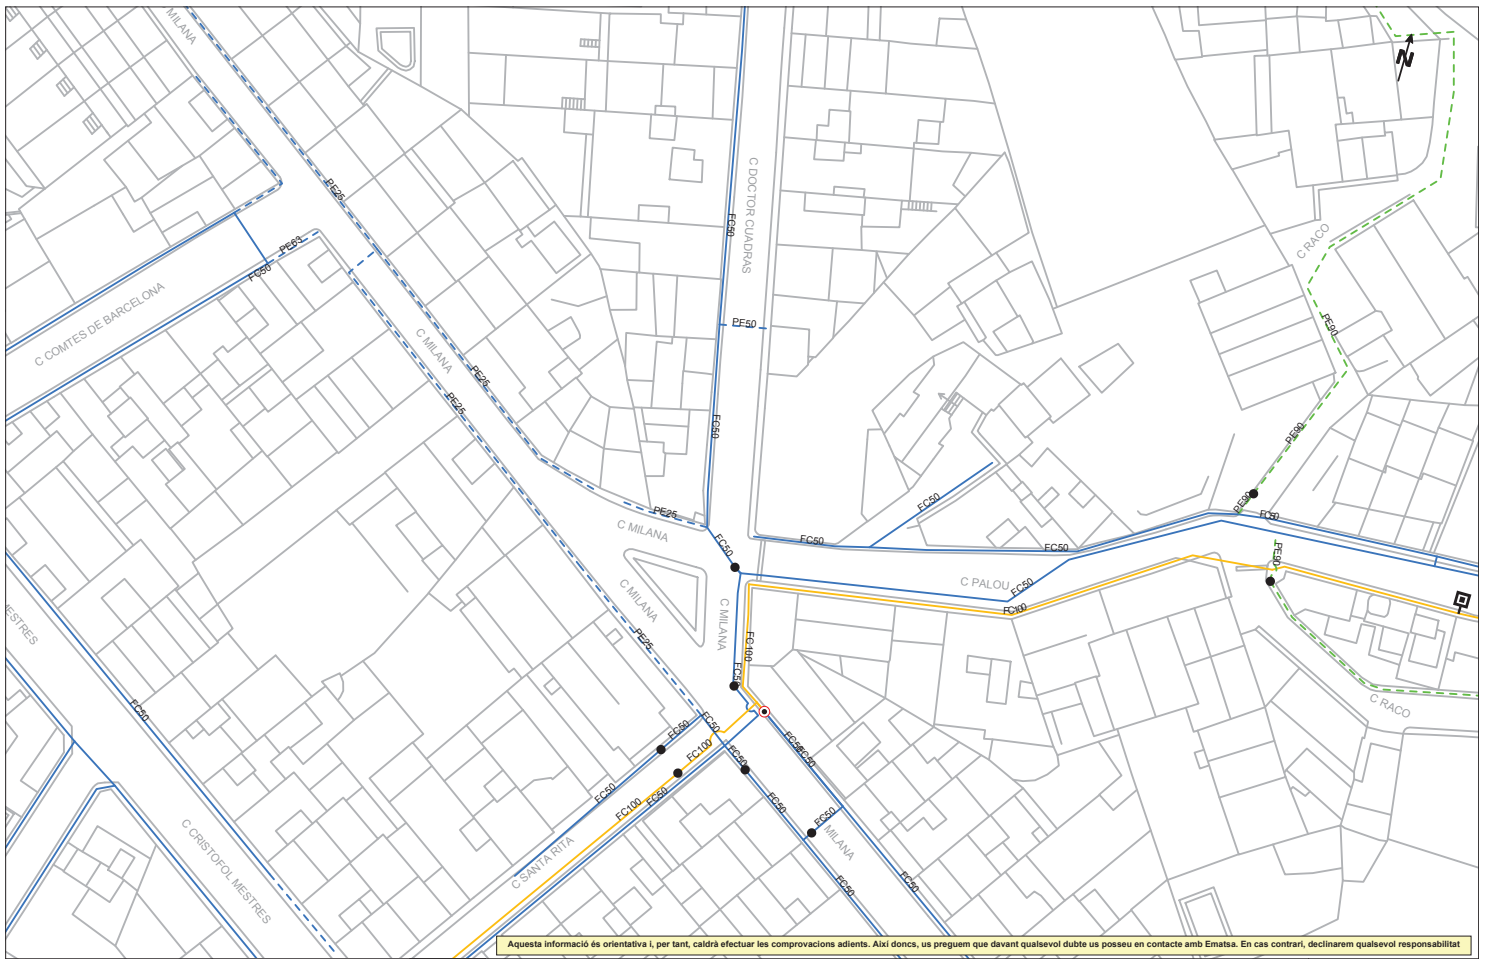 MILANA
N
C DOCTOR CUADRAS
PE25
FC50
C RACO
PE63
FC50
C COMTES DE BARCELONA
PE50
PE90
C MILANA
PE25
PE25
FC50
PE90
PE90
FC50
FC50
PE25
C MILANA
FC50
FC50
FC50
PE90
C PALOU
FC50
FC100
C MILANA
C MILANA
FC100
PE25
FC50
MESTRES
C RACO
FC50
FC50
FC50
FC100
FC50
FC50
FC50
FC50
FC50
FC100
FC50
FC50
MILANA
C SANTA RITA
C CRISTOFOL MESTRES
FC50
FC50
Aquesta informació és orientativa i, per tant, caldrà efectuar les comprovacions adients. Així doncs, us preguem que davant qualsevol dubte us poseu en contacte amb Ematsa. En cas contrari, declinarem qualsevol responsabilitat